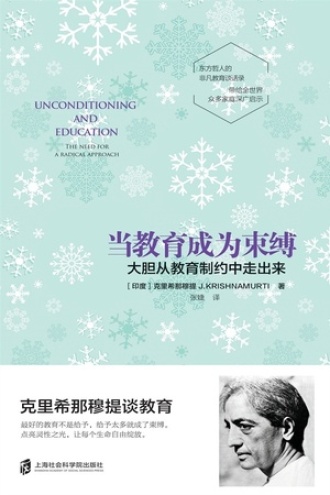 东方哲人的
非凡教育谈话录
带给全世界
众多家庭深广启示
UNCONDITIONING
AND
EDUCATION
THE NEED FOR
A RADICAL APPROACH
当教育成为束缚
大胆从教育制约中走出来
［印度］克里希那穆提 J.KRISHNAMURTI 著
张婕 译
克里希那穆提谈教育
最好的教育不是给予，给予太多就成了束缚。
点亮灵性之光，让每个生命自由绽放。
上海社会科学院出版社